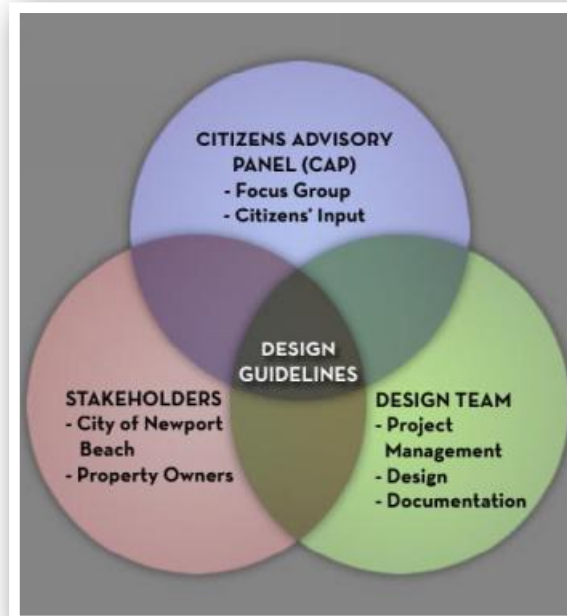 CITIZENS ADVISORY
PANEL (CAP)
- Focus Group
- Citizens' Input
DESIGN
GUIDELINES
STAKEHOLDERS
- City of Newport
Beach
- Property Owners
DESIGN TEAM
- Project
Management
- Design
- Documentation